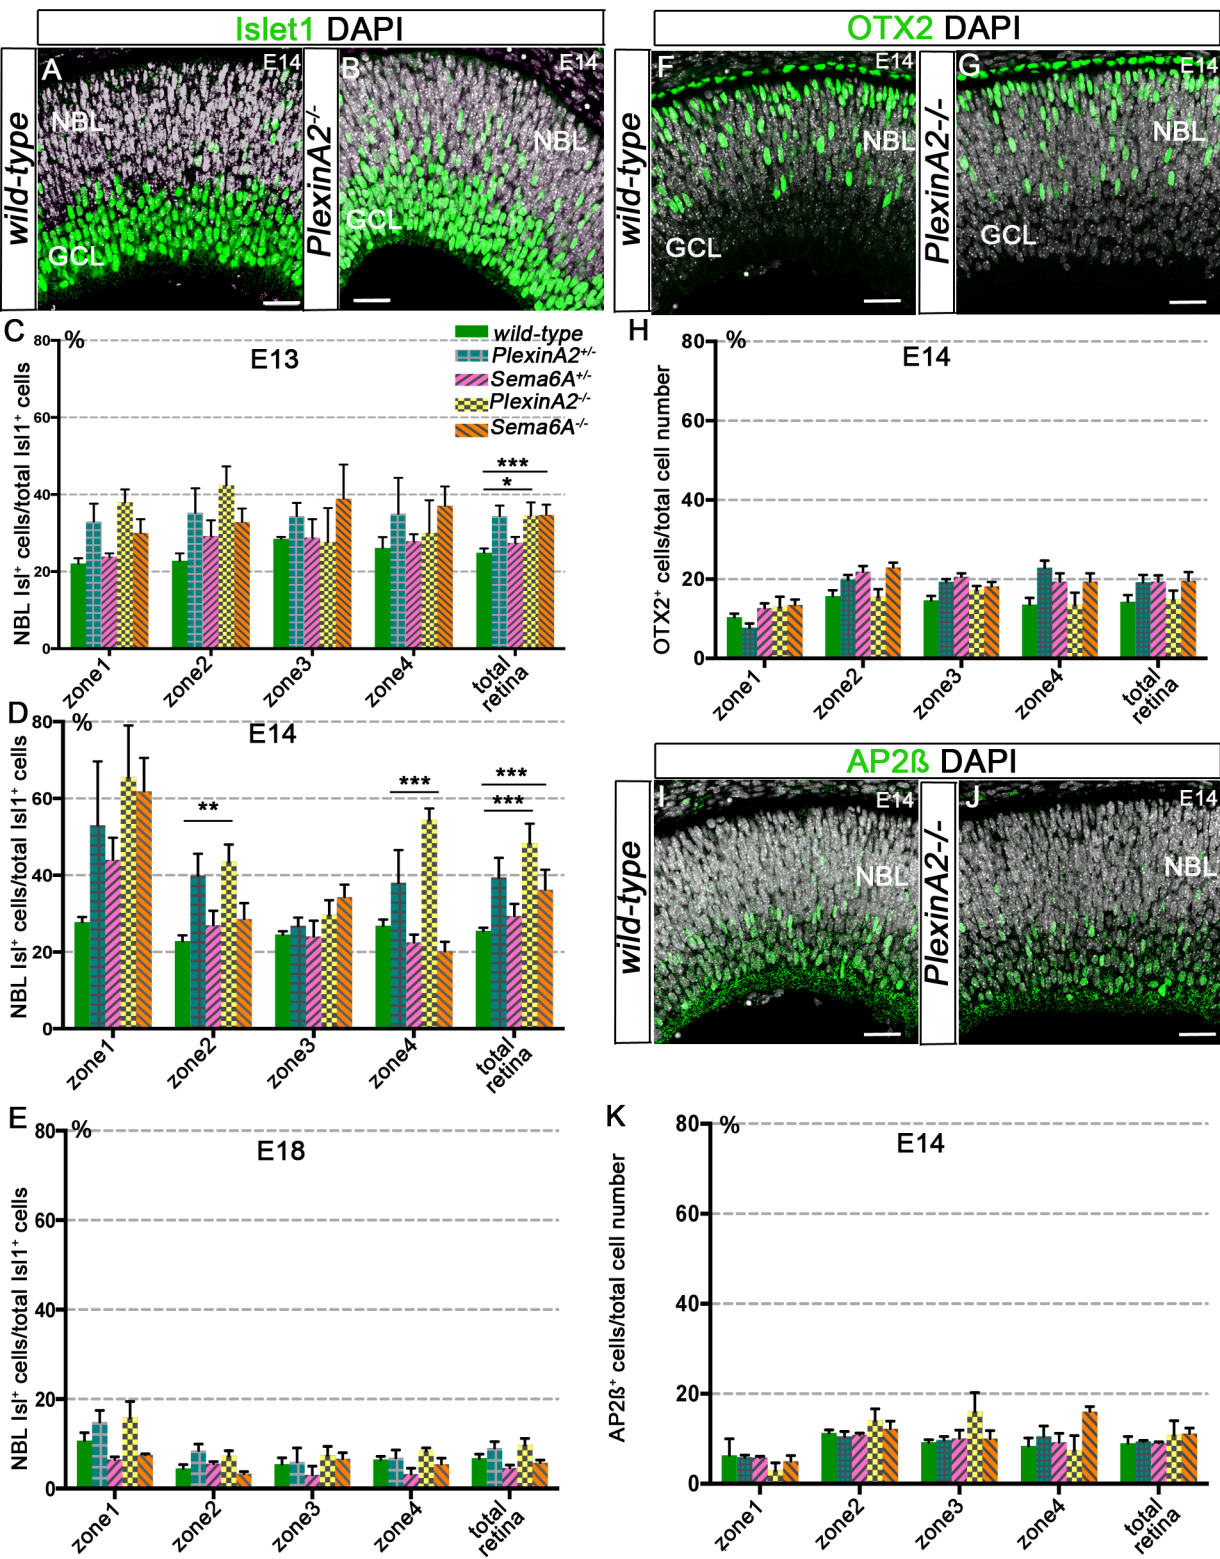 Islet1 DAPI
wild-type
A
E14
NBL
GCL
PlexinA2-/-
B
E14
NBL
GCL
OTX2 DAPI
wild-type
F
E14
NBL
GCL
PlexinA2-/-
G
E14
NBL
GCL
C
%
E13
NBL Isl+ cells/total Isl1+ cells
80
60
40
20
0
wild-type
PlexinA2+/-
Sema6A+/-
PlexinA2-/-
Sema6A-/-
***
*
zone1
zone2
zone3
zone4
total retina
H
%
E14
OTX2+ cells/total cell number
80
60
40
20
0
zone1
zone2
zone3
zone4
total retina
D
%
E14
NBL Isl+ cells/total Isl1+ cells
80
60
40
20
0
**
***
***
***
zone1
zone2
zone3
zone4
total retina
AP2ß DAPI
wild-type
I
E14
NBL
PlexinA2-/-
J
E14
NBL
E
%
E18
NBL Isl+ cells/total Isl1+ cells
80
60
40
20
0
zone1
zone2
zone3
zone4
total retina
K
%
E14
AP2ß+ cells/total cell number
80
60
40
20
0
zone1
zone2
zone3
zone4
total retina